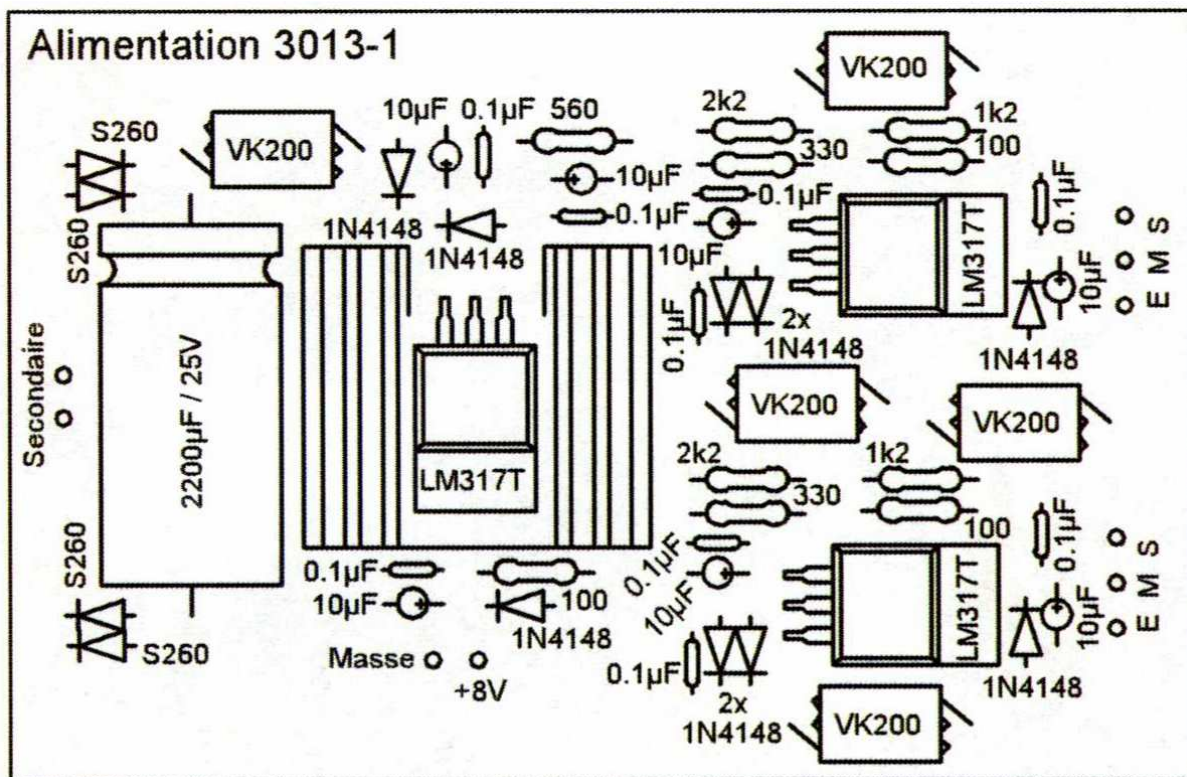 Alimentation 3013-1
VK200
2k2
1k2
10µF
0.1µF
560
S260
VK200
330
100
10µF
0.1µF
0.1µF
0.1µF
S260
1N4148
1N4148
10µF
LM317T
10µF
E M S
0.1µF
2x
1N4148
1N4148
Secondaire
2200µF / 25V
VK200
VK200
LM317T
2k2
1k2
330
100
0.1µF
S260
0.1µF
0.1µF
10µF
100
10µF
LM317T
10µF
E M S
1N4148
S260
Masse
+8V
0.1µF
1N4148
2x
1N4148
VK200